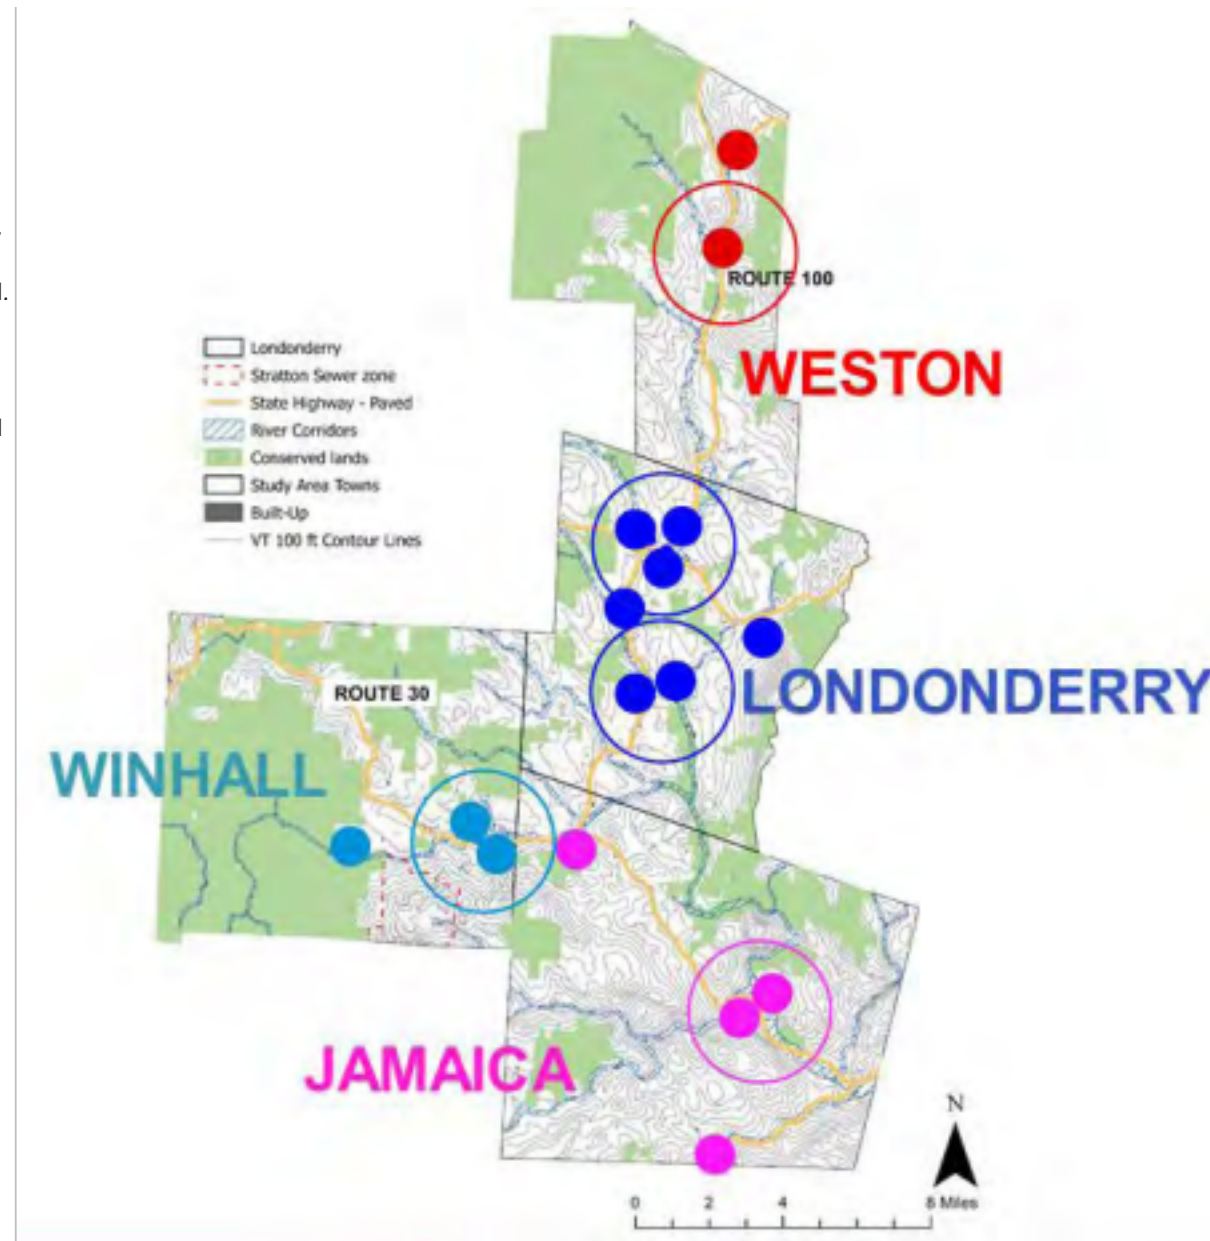 ROUTE 100
WESTON
Londonderry
Stratton Sewer zone
State Highway - Paved
River Corridors
Conserved lands
Study Area Towns
Built-Up
VT 100 ft Contour Lines
ROUTE 30
LONDONDERRY
WINHALL
JAMAICA
N
0 2 4 8 Miles